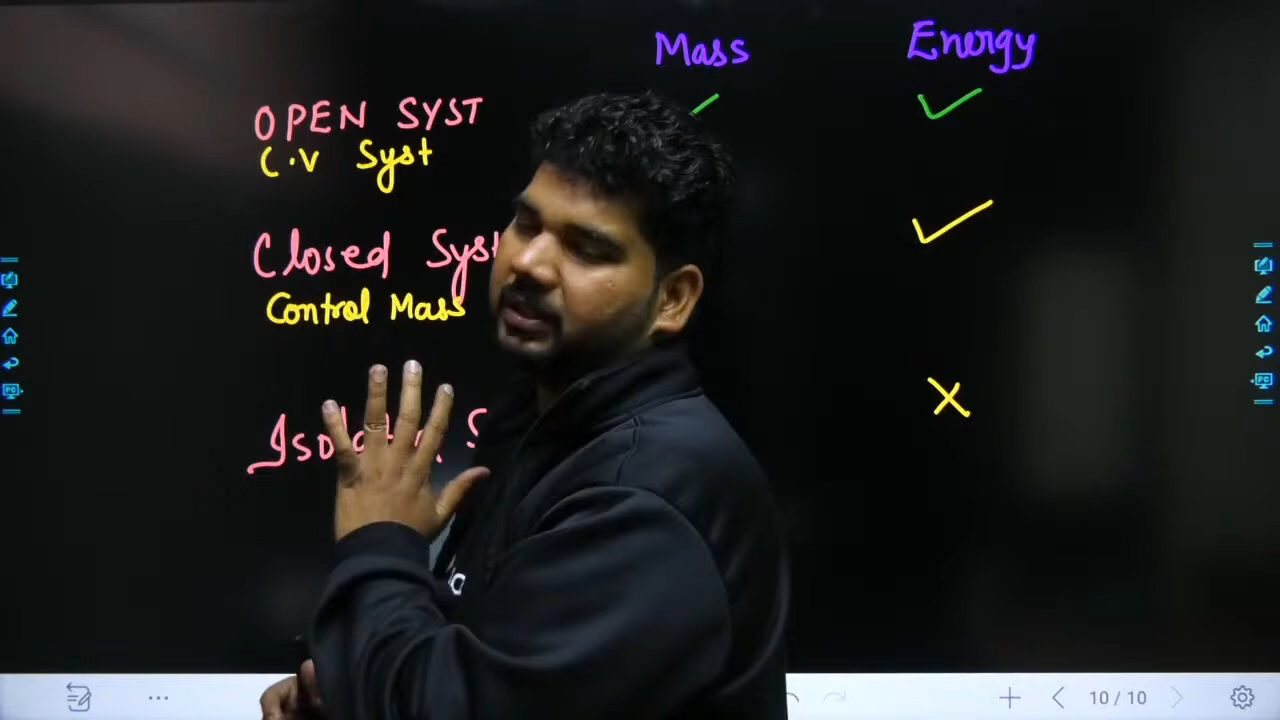 Mass Energy
OPEN SYST ✓ ✓
C.V Syst
Closed Syst ✓
Control Mass
X
10/10